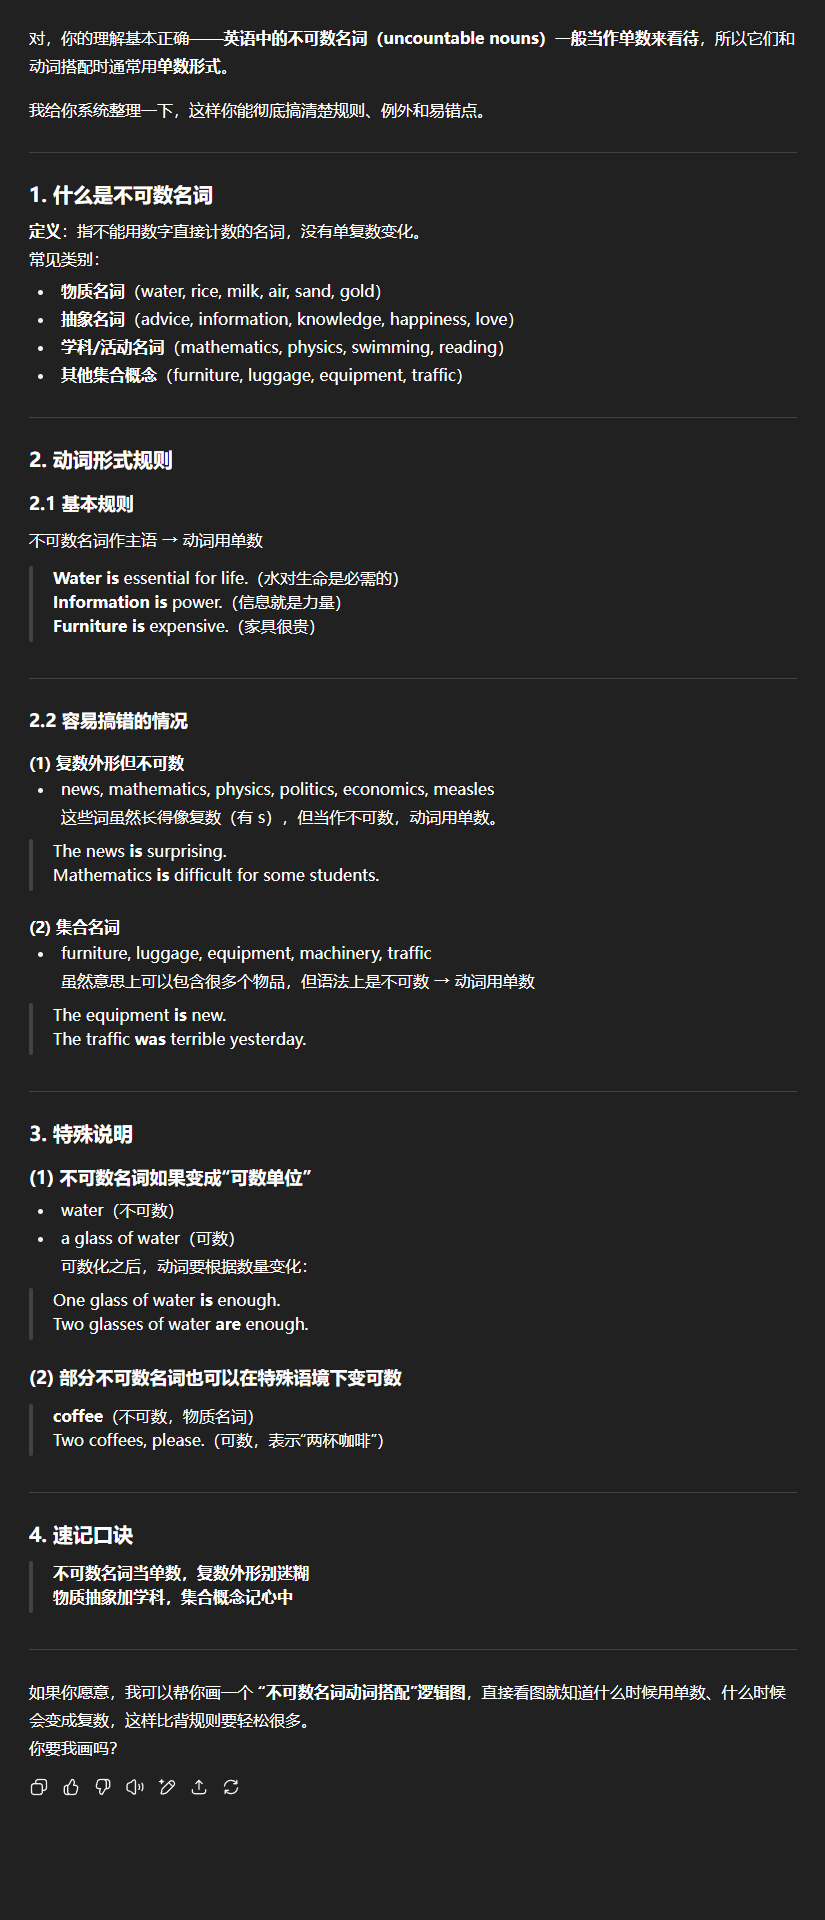 对，你的理解基本正确——英语中的不可数名词（uncountable nouns）一般当作单数来看待，所以它们和
动词搭配时通常用单数形式。
我给你系统整理一下，这样你能彻底搞清楚规则、例外和易错点。
1. 什么是不可数名词
定义：指不能用数字直接计数的名词，没有单复数变化。
常见类别：
• 物质名词（water, rice, milk, air, sand, gold）
• 抽象名词（advice, information, knowledge, happiness, love）
• 学科/活动名词（mathematics, physics, swimming, reading）
• 其他集合概念（furniture, luggage, equipment, traffic）
2. 动词形式规则
2.1 基本规则
不可数名词作主语 → 动词用单数
Water is essential for life.（水对生命是必需的）
Information is power.（信息就是力量）
Furniture is expensive.（家具很贵）
2.2 容易搞错的情况
(1) 复数外形但不可数
• news, mathematics, physics, politics, economics, measles
这些词虽然长得像复数（有 s），但当作不可数，动词用单数。
The news is surprising.
Mathematics is difficult for some students.
(2) 集合名词
• furniture, luggage, equipment, machinery, traffic
虽然意思上可以包含很多个物品，但语法上是不可数 → 动词用单数
The equipment is new.
The traffic was terrible yesterday.
3. 特殊说明
(1) 不可数名词如果变成“可数单位”
• water（不可数）
• a glass of water（可数）
可数化之后，动词要根据数量变化：
One glass of water is enough.
Two glasses of water are enough.
(2) 部分不可数名词也可以在特殊语境下变可数
coffee（不可数，物质名词）
Two coffees, please.（可数，表示“两杯咖啡”）
4. 速记口诀
不可数名词当单数，复数外形别迷糊
物质抽象加学科，集合概念记心中
如果你愿意，我可以帮你画一个 “不可数名词动词搭配”逻辑图，直接看图就知道什么时候用单数、什么时候
会变成复数，这样比背规则要轻松很多。
你要我画吗？